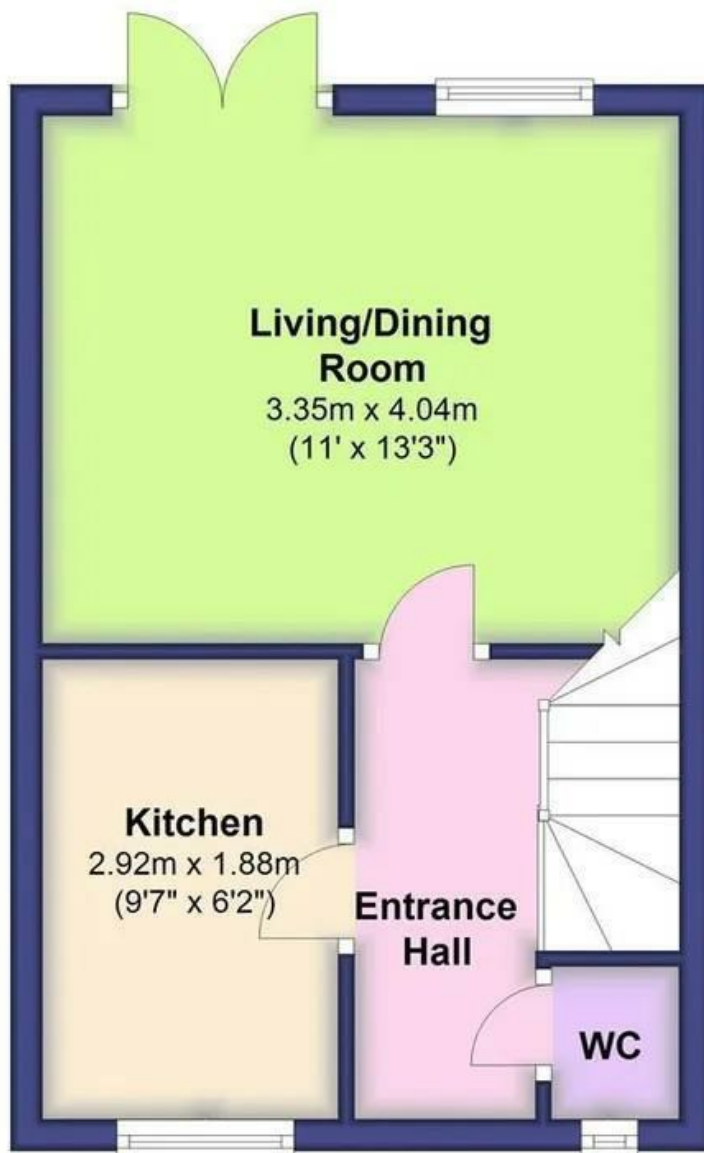 Living/Dining
Room
3.35m x 4.04m
(11' x 13'3")
Kitchen
2.92m x 1.88m
(9'7" x 6'2")
Entrance
Hall
WC